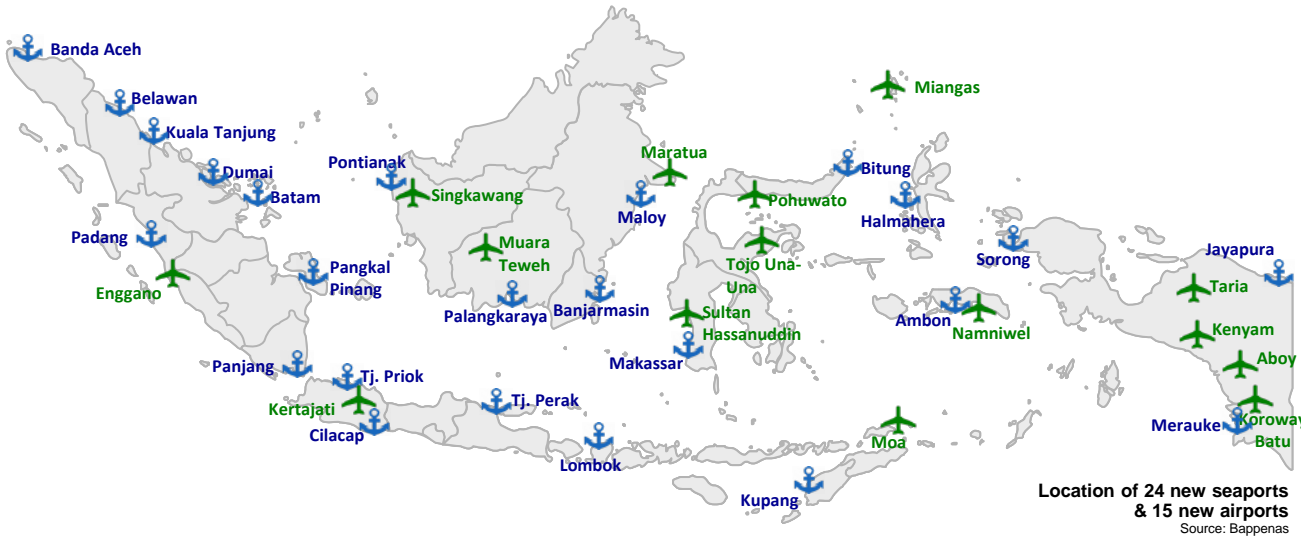 Banda Aceh
Belawan
Kuala Tanjung
Dumai
Batam
Padang
Enggano
Pangkal
Pinang
Panjang
Tj. Priok
Kertajati
Cilacap
Pontianak
Singkawang
Muara
Teweh
Palangkaraya
Banjarmasin
Maratua
Maloy
Tj. Perak
Lombok
Miangas
Bitung
Pohuwato
Halmahera
Tojo Una-
Una
Sultan
Hassanuddin
Makassar
Sorong
Ambon
Namniwel
Moa
Kupang
Jayapura
Taria
Kenyam
Aboy
Merauke
Koroway
Batu
Location of 24 new seaports
& 15 new airports
Source: Bappenas